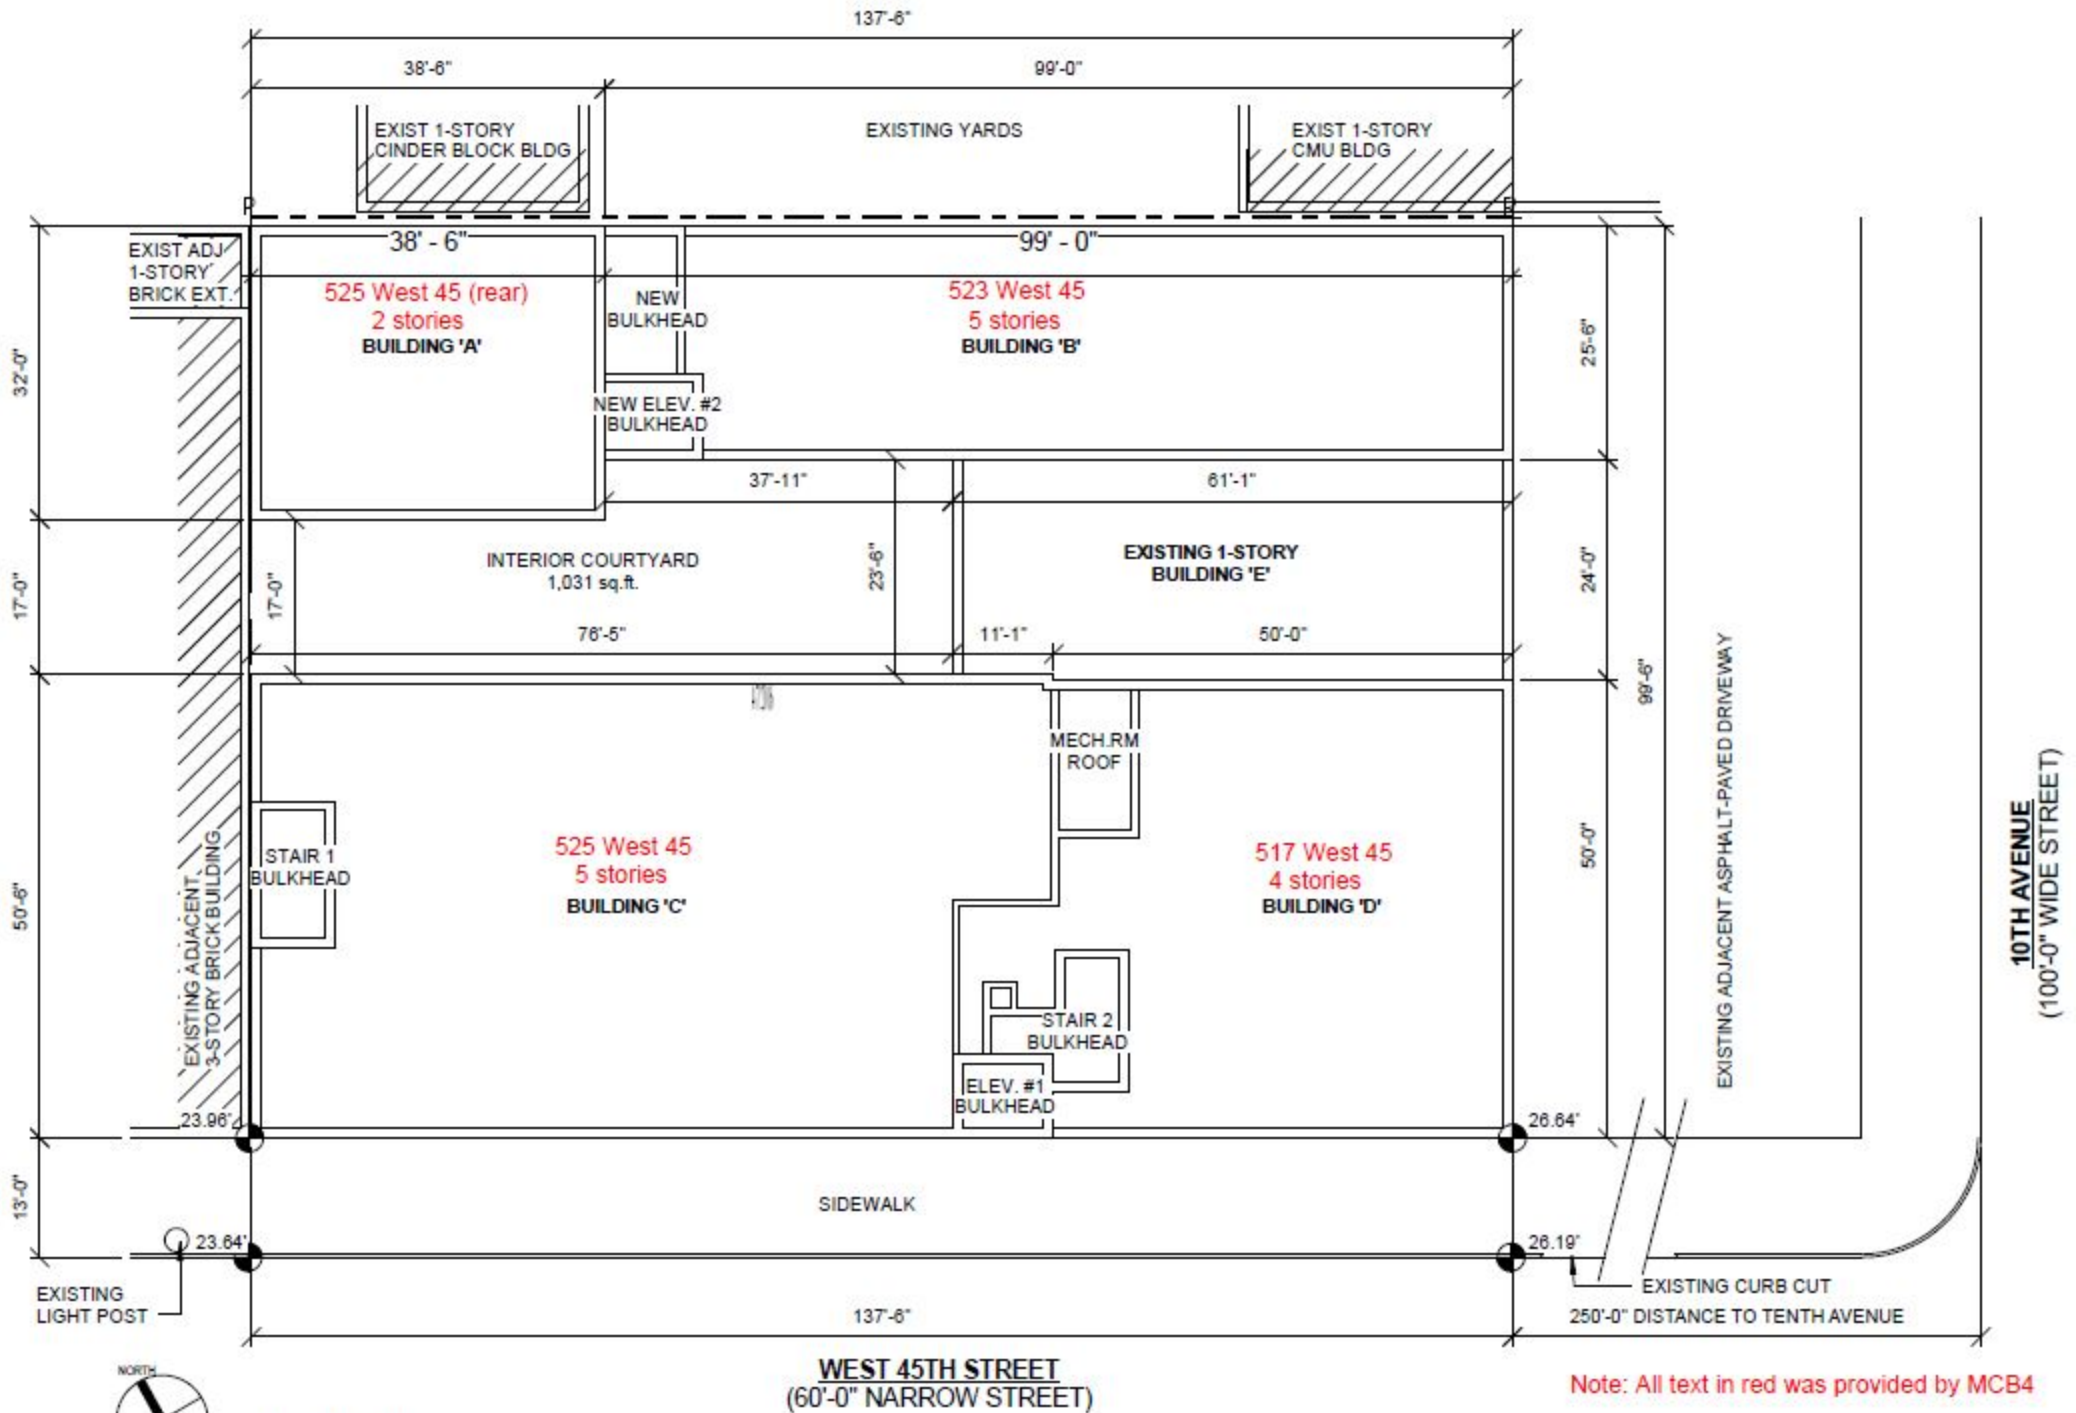 137'-6"
38'-6"
99'-0"
EXIST 1-STORY
CINDER BLOCK BLDG
EXISTING YARDS
EXIST 1-STORY
CMU BLDG
EXIST ADJ
1-STORY
BRICK EXT.
38' - 6"
99' - 0"
525 West 45 (rear)
2 stories
BUILDING 'A'
NEW
BULKHEAD
523 West 45
5 stories
BUILDING 'B'
32'-0"
25'-6"
NEW ELEV. #2
BULKHEAD
37'-11"
61'-1"
INTERIOR COURTYARD
1,031 sq.ft.
17'-0"
17'-0"
23'-6"
EXISTING 1-STORY
BUILDING 'E'
24'-0"
76'-5"
11'-1"
50'-0"
99'-6"
EXISTING ADJACENT ASPHALT-PAVED DRIVEWAY
MECH.RM
ROOF
STAIR 1
BULKHEAD
525 West 45
5 stories
BUILDING 'C'
517 West 45
4 stories
BUILDING 'D'
50'-6"
50'-0"
EXISTING ADJACENT
3-STORY BRICK BUILDING
10TH AVENUE
(100'-0" WIDE STREET)
STAIR 2
BULKHEAD
ELEV. #1
BULKHEAD
23.96'
26.64'
13'-0"
SIDEWALK
23.64'
26.19'
EXISTING
LIGHT POST
EXISTING CURB CUT
137'-6"
250'-0" DISTANCE TO TENTH AVENUE
NORTH
WEST 45TH STREET
(60'-0" NARROW STREET)
Note: All text in red was provided by MCB4